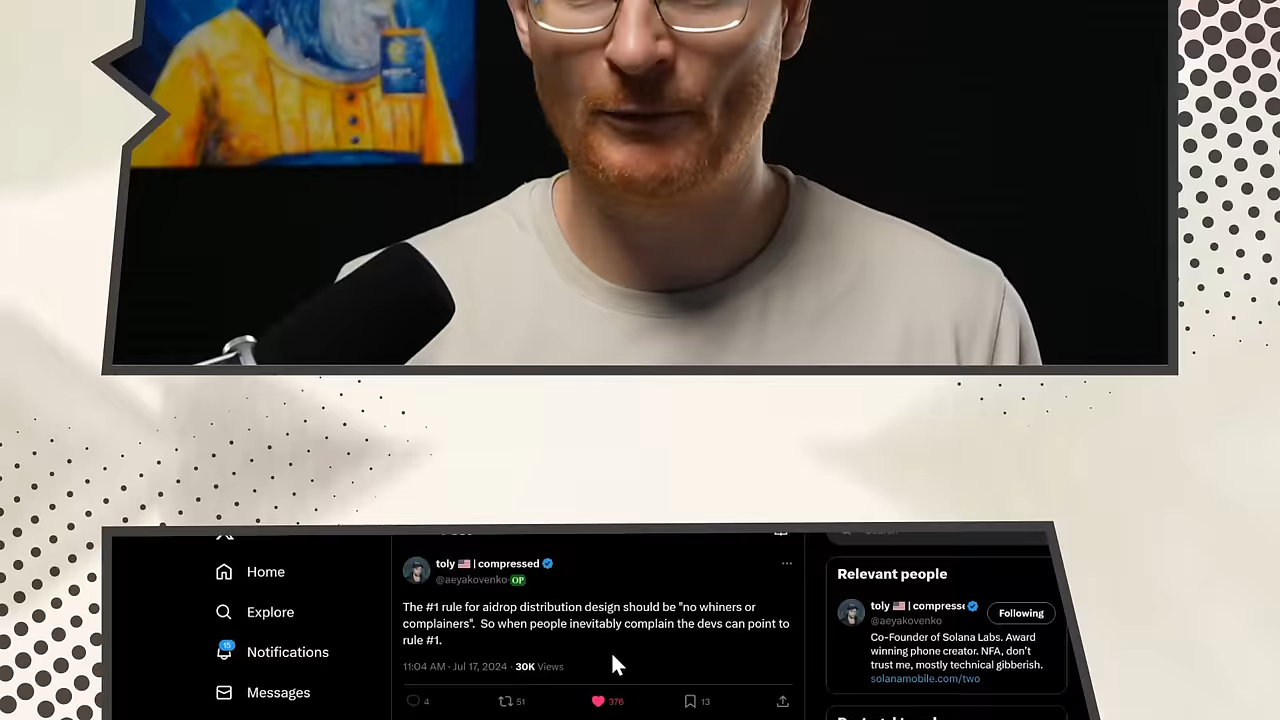 Home
Explore
15
Notifications
Messages
toly 🇺🇸 | compressed
@aeyakovenko OP
The #1 rule for aidrop distribution design should be "no whiners or
complainers".  So when people inevitably complain the devs can point to
rule #1.
11:04 AM · Jul 17, 2024 · 30K Views
4 51 376 13
Relevant people
toly 🇺🇸 | compresse
Following
@aeyakovenko
Co-Founder of Solana Labs. Award
winning phone creator. NFA, don't
trust me, mostly technical gibberish.
solanamobile.com/two